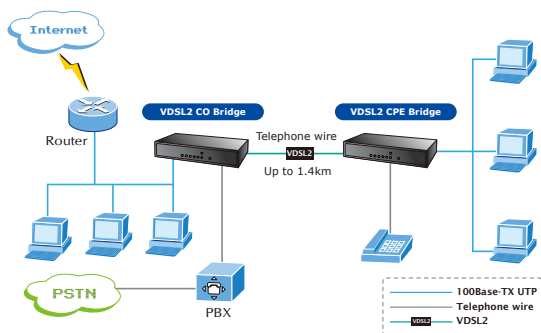 Internet
VDSL2 CO Bridge
VDSL2 CPE Bridge
Router
Telephone wire
VDSL2
Up to 1.4km
PSTN
PBX
100Base-TX UTP
Telephone wire
VDSL2 VDSL2